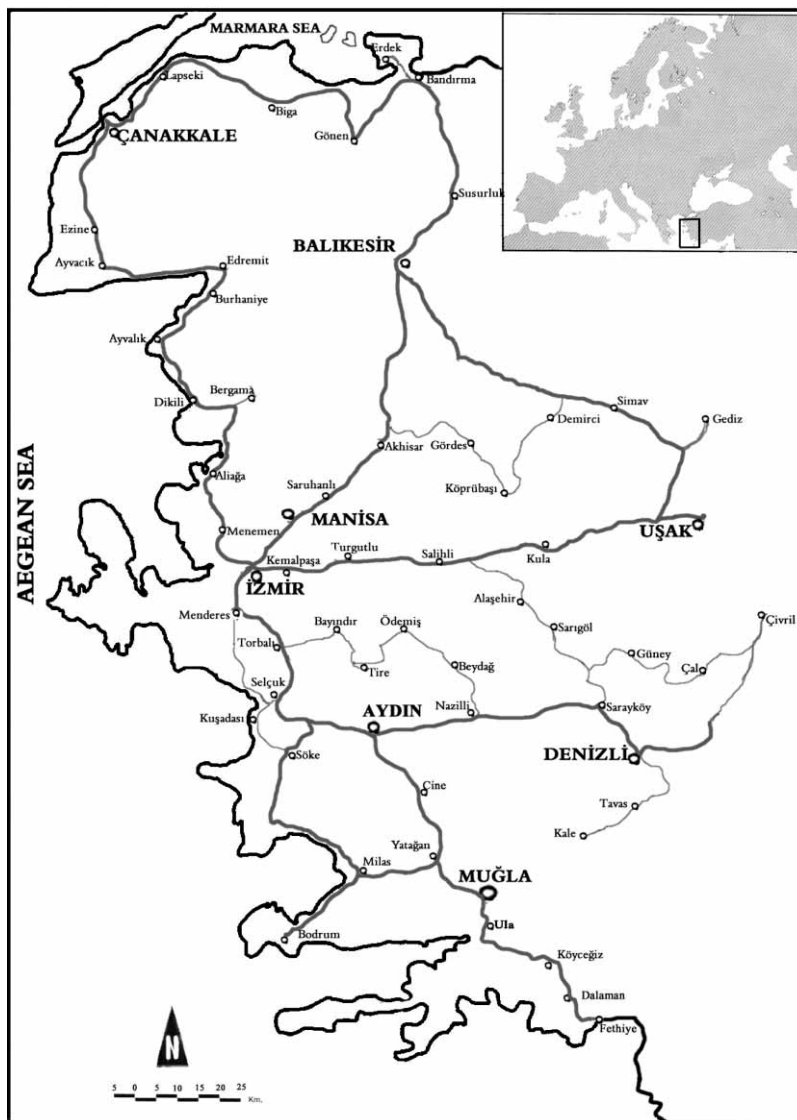 MARMARA SEA
Erdek
Lapseki
Bandırma
Biga
ÇANAKKALE
Gönen
Susurluk
Ezine
BALIKESİR
Ayvacık
Edremit
Burhaniye
Ayvalık
Dikili
Bergama
Simav
Demirci
Gediz
Akhisar
Gördes
Aliağa
Köprübaşı
Saruhanlı
AEGEAN SEA
MANİSA
UŞAK
Menemen
Turgutlu
Salihli
Kula
Kemalpaşa
İZMİR
Alaşehir
Menderes
Bayındır
Ödemiş
Sarıgöl
Çivril
Torbalı
Güney
Tire
Beydağ
Çal
Selçuk
Kuşadası
AYDIN
Nazilli
Sarayköy
Söke
DENİZLİ
Çine
Tavas
Kale
Yatağan
Milas
MUĞLA
Ula
Bodrum
Köyceğiz
Dalaman
Fethiye
N
5 0 5 10 15 20 25
Km.